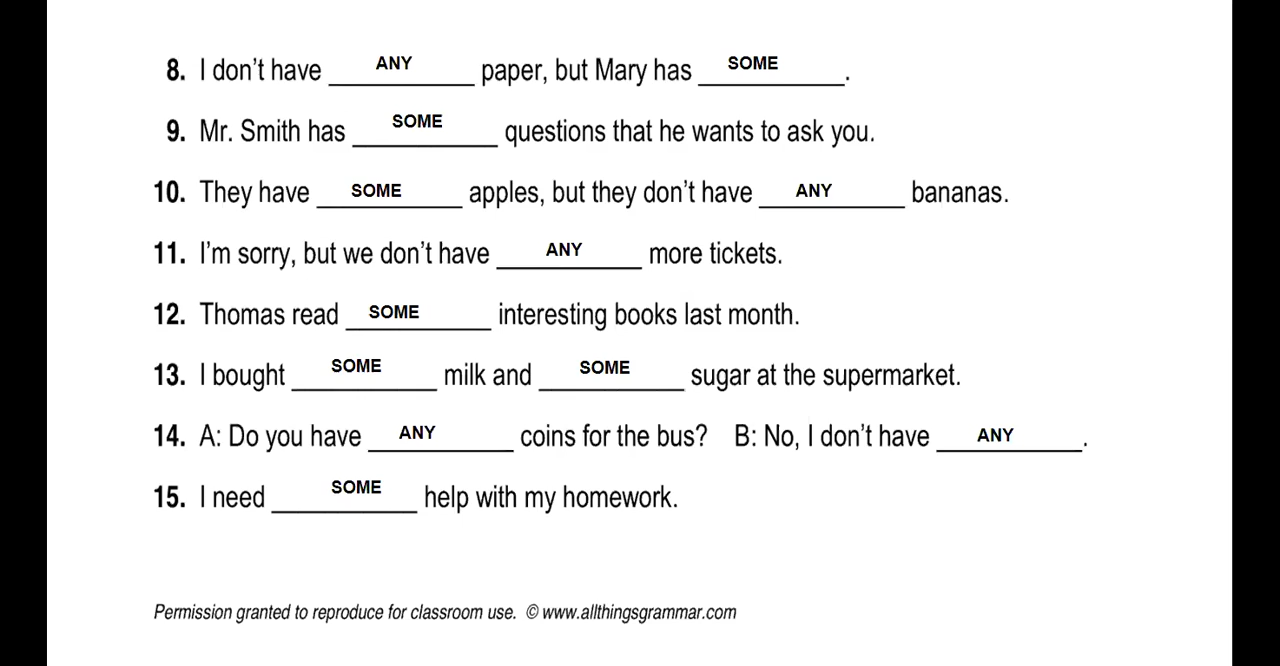 8. I don't have ANY paper, but Mary has SOME.
9. Mr. Smith has SOME questions that he wants to ask you.
10. They have SOME apples, but they don't have ANY bananas.
11. I'm sorry, but we don't have ANY more tickets.
12. Thomas read SOME interesting books last month.
13. I bought SOME milk and SOME sugar at the supermarket.
14. A: Do you have ANY coins for the bus? B: No, I don't have ANY.
15. I need SOME help with my homework.
Permission granted to reproduce for classroom use. © www.allthingsgrammar.com